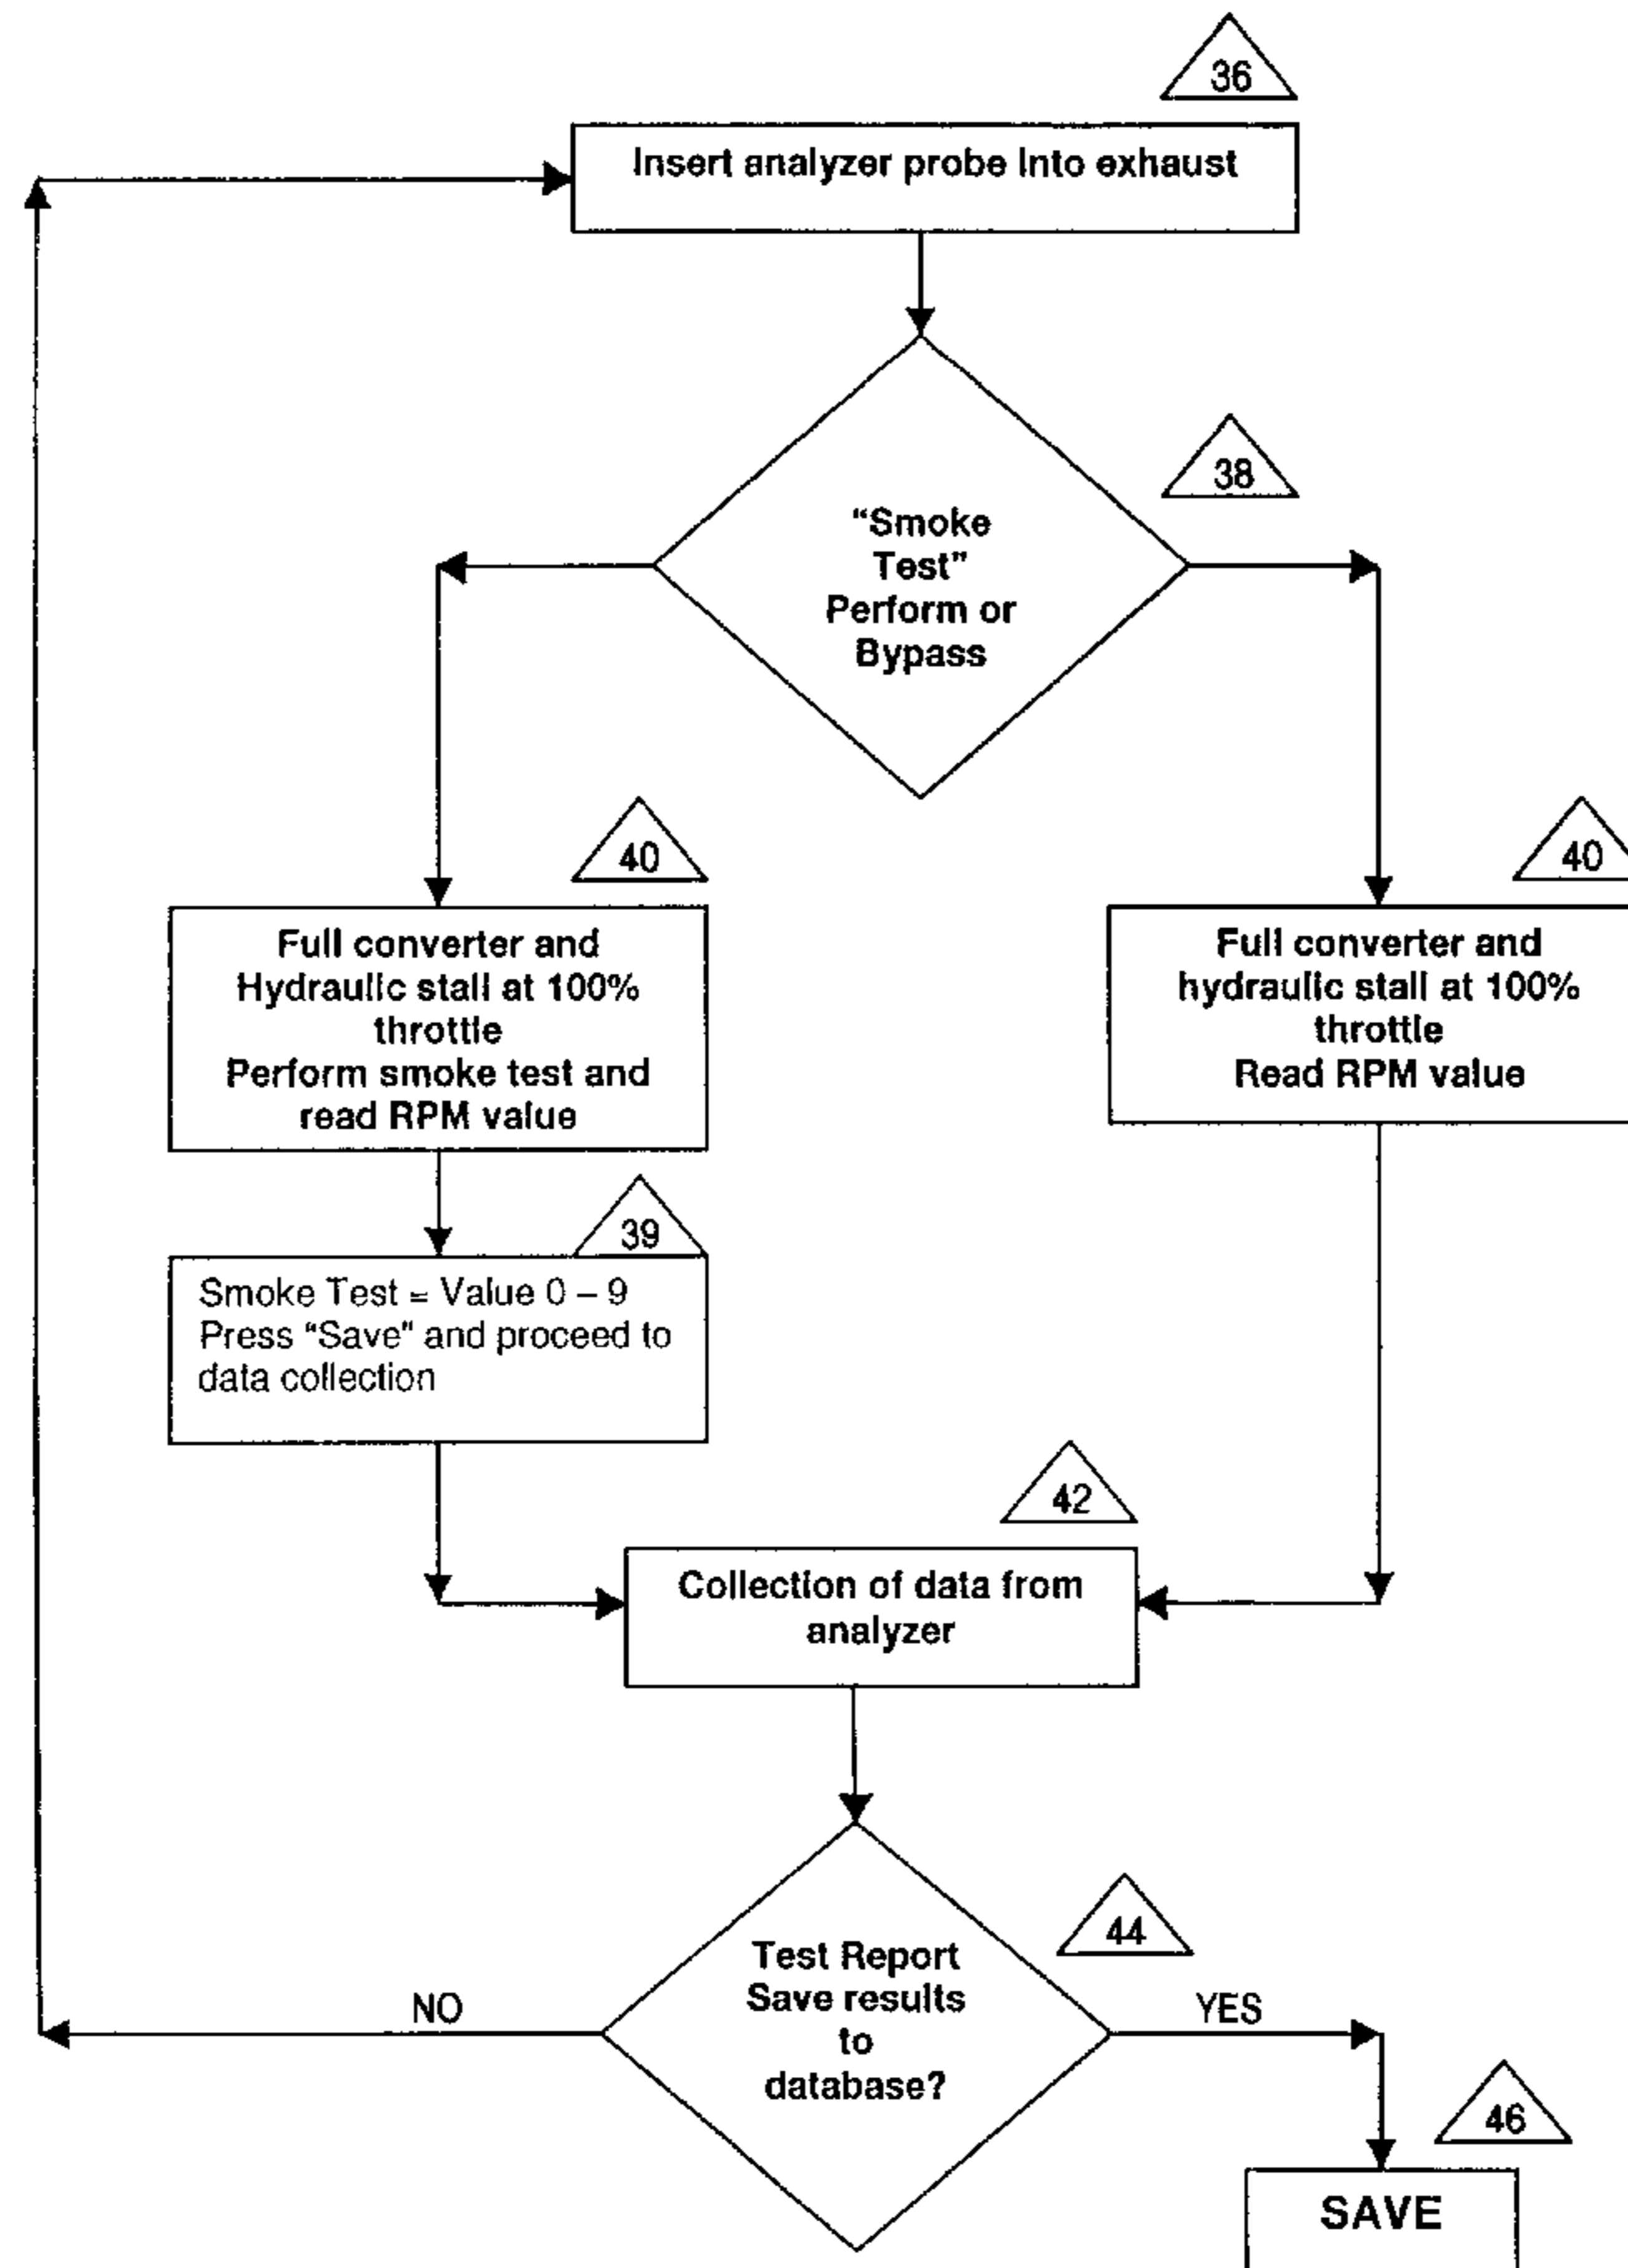 36
Insert analyzer probe Into exhaust
38
"Smoke
Test"
Perform or
Bypass
40
Full converter and
Hydraulic stall at 100%
throttle
Perform smoke test and
read RPM value
40
Full converter and
hydraulic stall at 100%
throttle
Read RPM value
39
Smoke Test = Value 0 – 9
Press "Save" and proceed to
data collection
42
Collection of data from
analyzer
44
Test Report
Save results
to
database?
NO
YES
46
SAVE